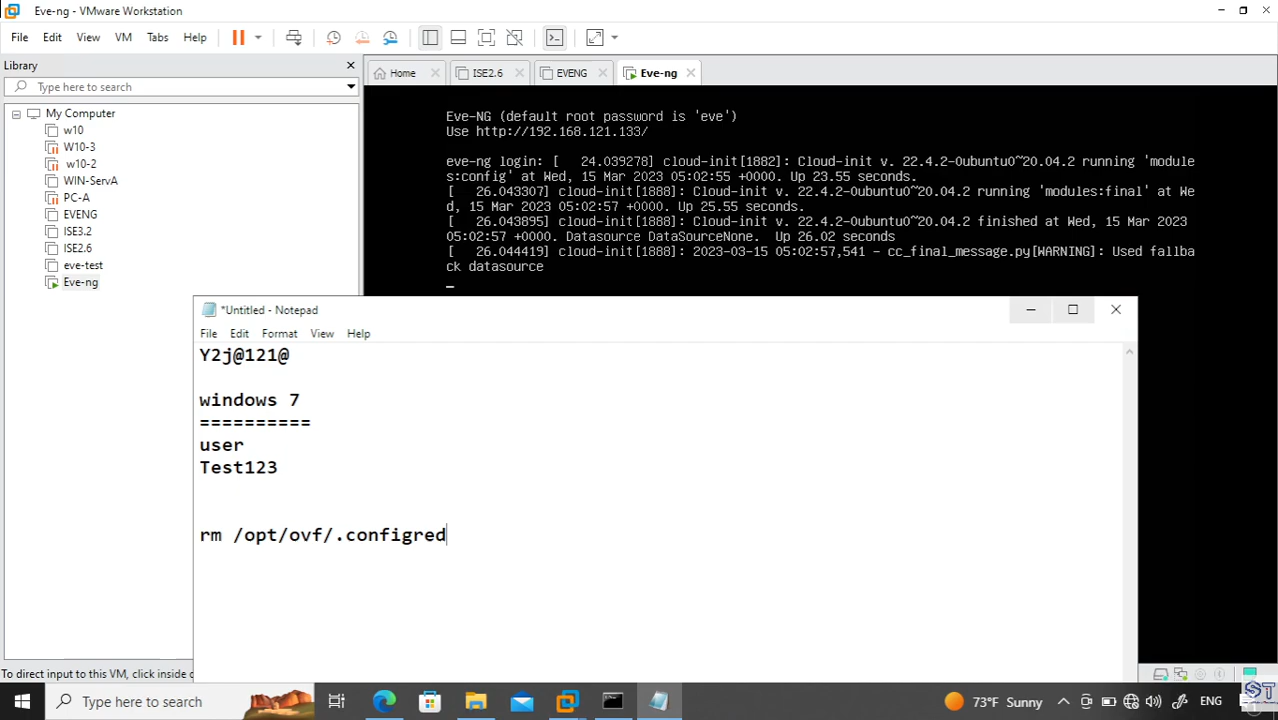 Eve-ng - VMware Workstation
File Edit View VM Tabs Help
Library
Type here to search
My Computer
w10
W10-3
w10-2
WIN-ServA
PC-A
EVENG
ISE3.2
ISE2.6
eve-test
Eve-ng
Home ISE2.6 EVENG Eve-ng
Eve-NG (default root password is 'eve')
Use http://192.168.121.133/
eve-ng login: [ 24.039278] cloud-init[1882]: Cloud-init v. 22.4.2-0ubuntu0~20.04.2 running 'module
s:config' at Wed, 15 Mar 2023 05:02:55 +0000. Up 23.55 seconds.
[ 26.043307] cloud-init[1888]: Cloud-init v. 22.4.2-0ubuntu0~20.04.2 running 'modules:final' at We
d, 15 Mar 2023 05:02:57 +0000. Up 25.55 seconds.
[ 26.043895] cloud-init[1888]: Cloud-init v. 22.4.2-0ubuntu0~20.04.2 finished at Wed, 15 Mar 2023
05:02:57 +0000. Datasource DataSourceNone. Up 26.02 seconds
[ 26.044419] cloud-init[1888]: 2023-03-15 05:02:57,541 - cc_final_message.py[WARNING]: Used fallba
ck datasource
*Untitled - Notepad
File Edit Format View Help
Y2j@121@
windows 7
==========
user
Test123
rm /opt/ovf/.configred
To direct input to this VM, click inside
Type here to search
73°F Sunny
ENG
ST